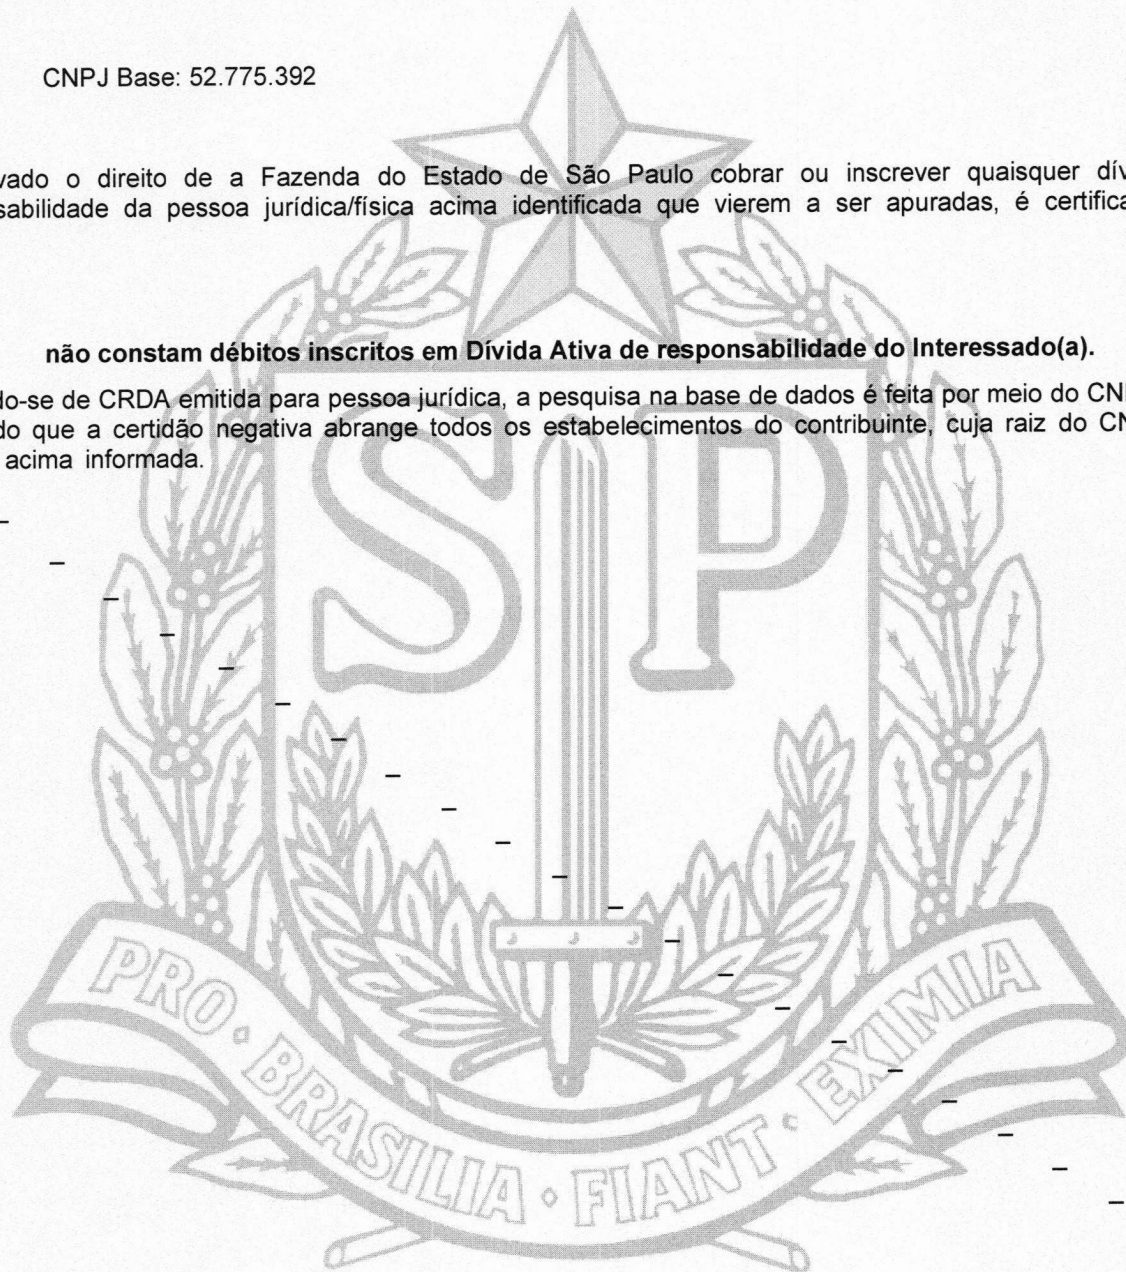 CNPJ Base: 52.775.392
vado o direito de a Fazenda do Estado de São Paulo cobrar ou inscrever quaisquer dív
sabilidade da pessoa jurídica/física acima identificada que vierem a ser apuradas, é certifica
não constam débitos inscritos em Dívida Ativa de responsabilidade do Interessado(a).
do-se de CRDA emitida para pessoa jurídica, a pesquisa na base de dados é feita por meio do CN
do que a certidão negativa abrange todos os estabelecimentos do contribuinte, cuja raiz do CN
acima informada.
SP
PRO · BRASILIA · FIANT · EXIMIA